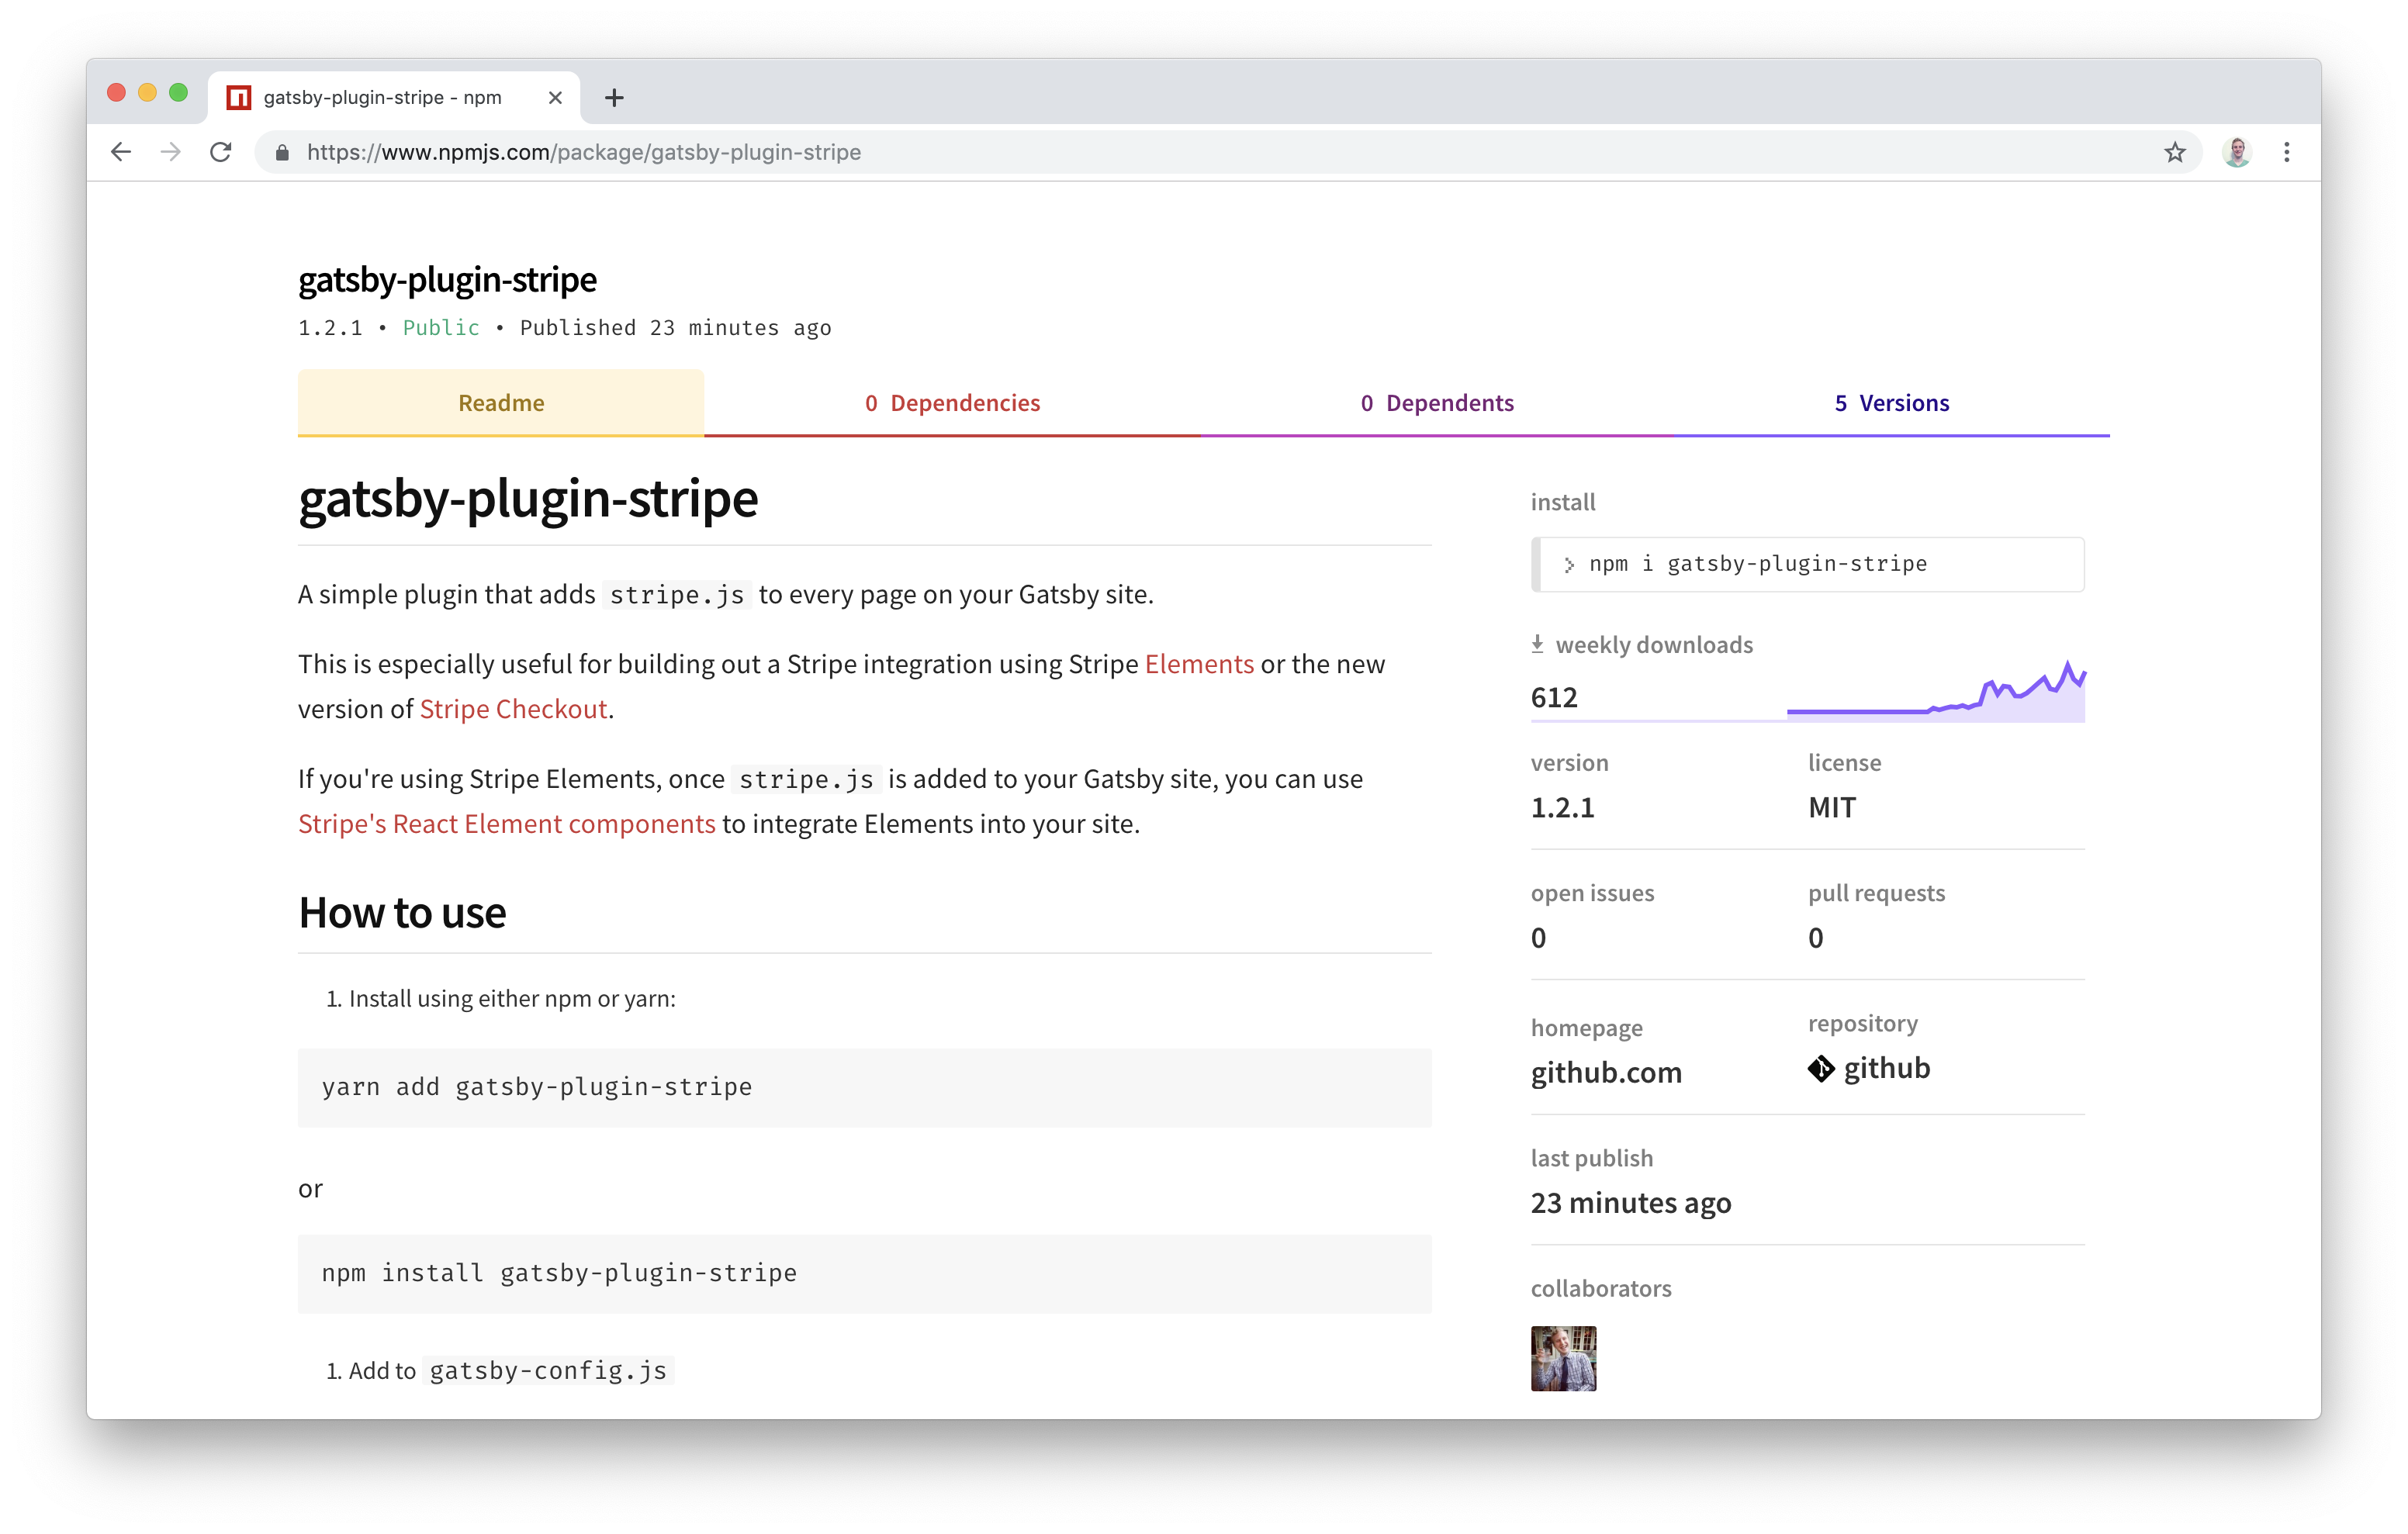 gatsby-plugin-stripe - npm
https://www.npmjs.com/package/gatsby-plugin-stripe
gatsby-plugin-stripe
1.2.1 • Public • Published 23 minutes ago
Readme
0 Dependencies
0 Dependents
5 Versions
gatsby-plugin-stripe
A simple plugin that adds stripe.js to every page on your Gatsby site.
This is especially useful for building out a Stripe integration using Stripe Elements or the new
version of Stripe Checkout.
If you're using Stripe Elements, once stripe.js is added to your Gatsby site, you can use
Stripe's React Element components to integrate Elements into your site.
How to use
1. Install using either npm or yarn:
yarn add gatsby-plugin-stripe
or
npm install gatsby-plugin-stripe
1. Add to gatsby-config.js
install
npm i gatsby-plugin-stripe
weekly downloads
612
version
1.2.1
license
MIT
open issues
0
pull requests
0
homepage
github.com
repository
github
last publish
23 minutes ago
collaborators